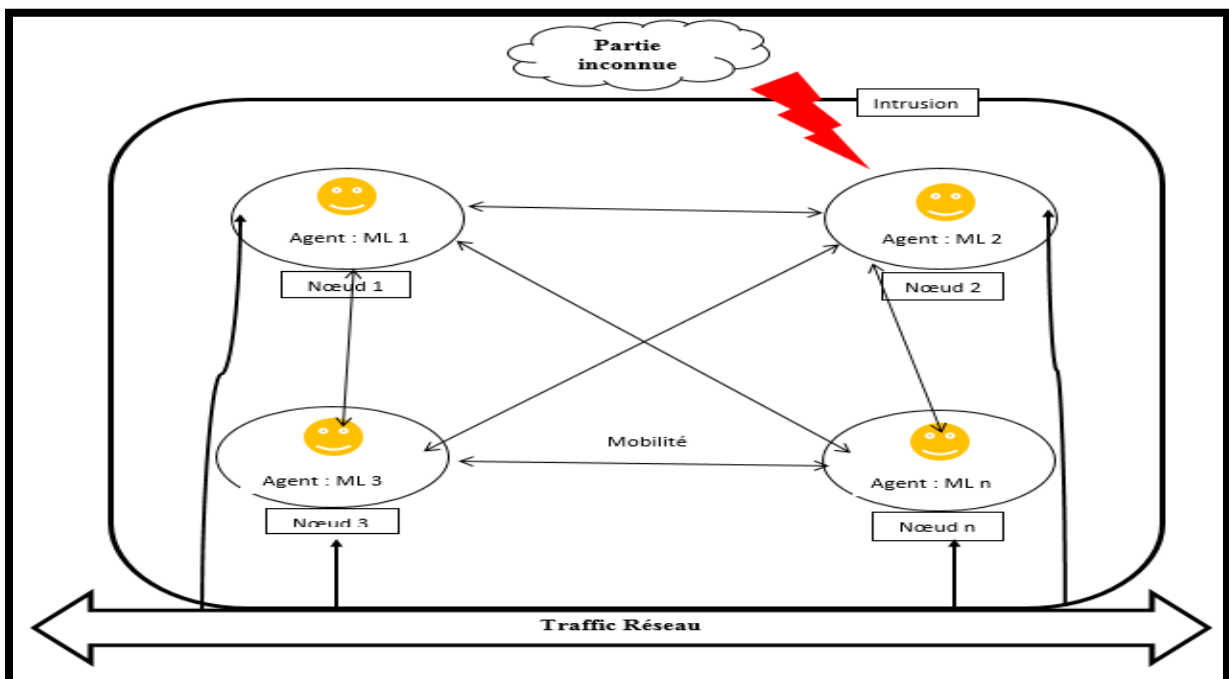 Partie
inconnue
Intrusion
Agent : ML 1
Agent : ML 2
Nœud 1
Nœud 2
Mobilité
Agent : ML 3
Agent : ML n
Nœud 3
Nœud n
Traffic Réseau